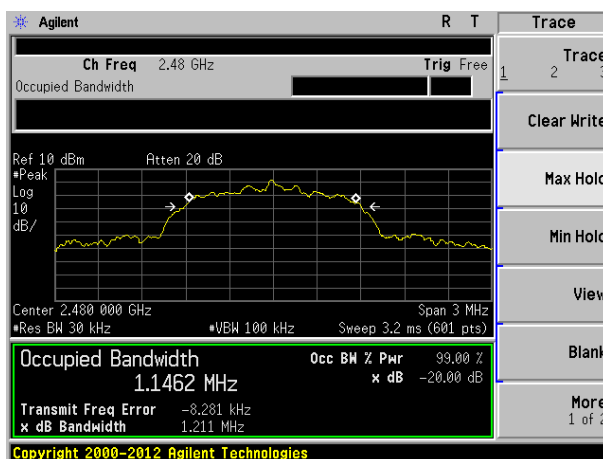 Agilent R T Trace
Ch Freq 2.48 GHz Trig Free
Occupied Bandwidth
Trace
1 2 3
Clear Write
Max Hold
Min Hold
View
Blank
More
1 of 2
Ref 10 dBm Atten 20 dB
#Peak
Log
10
dB/
Center 2.480 000 GHz Span 3 MHz
#Res BW 30 kHz #VBW 100 kHz Sweep 3.2 ms (601 pts)
Occupied Bandwidth Occ BW % Pwr 99.00 %
1.1462 MHz x dB -20.00 dB
Transmit Freq Error -8.281 kHz
x dB Bandwidth 1.211 MHz
Copyright 2000-2012 Agilent Technologies